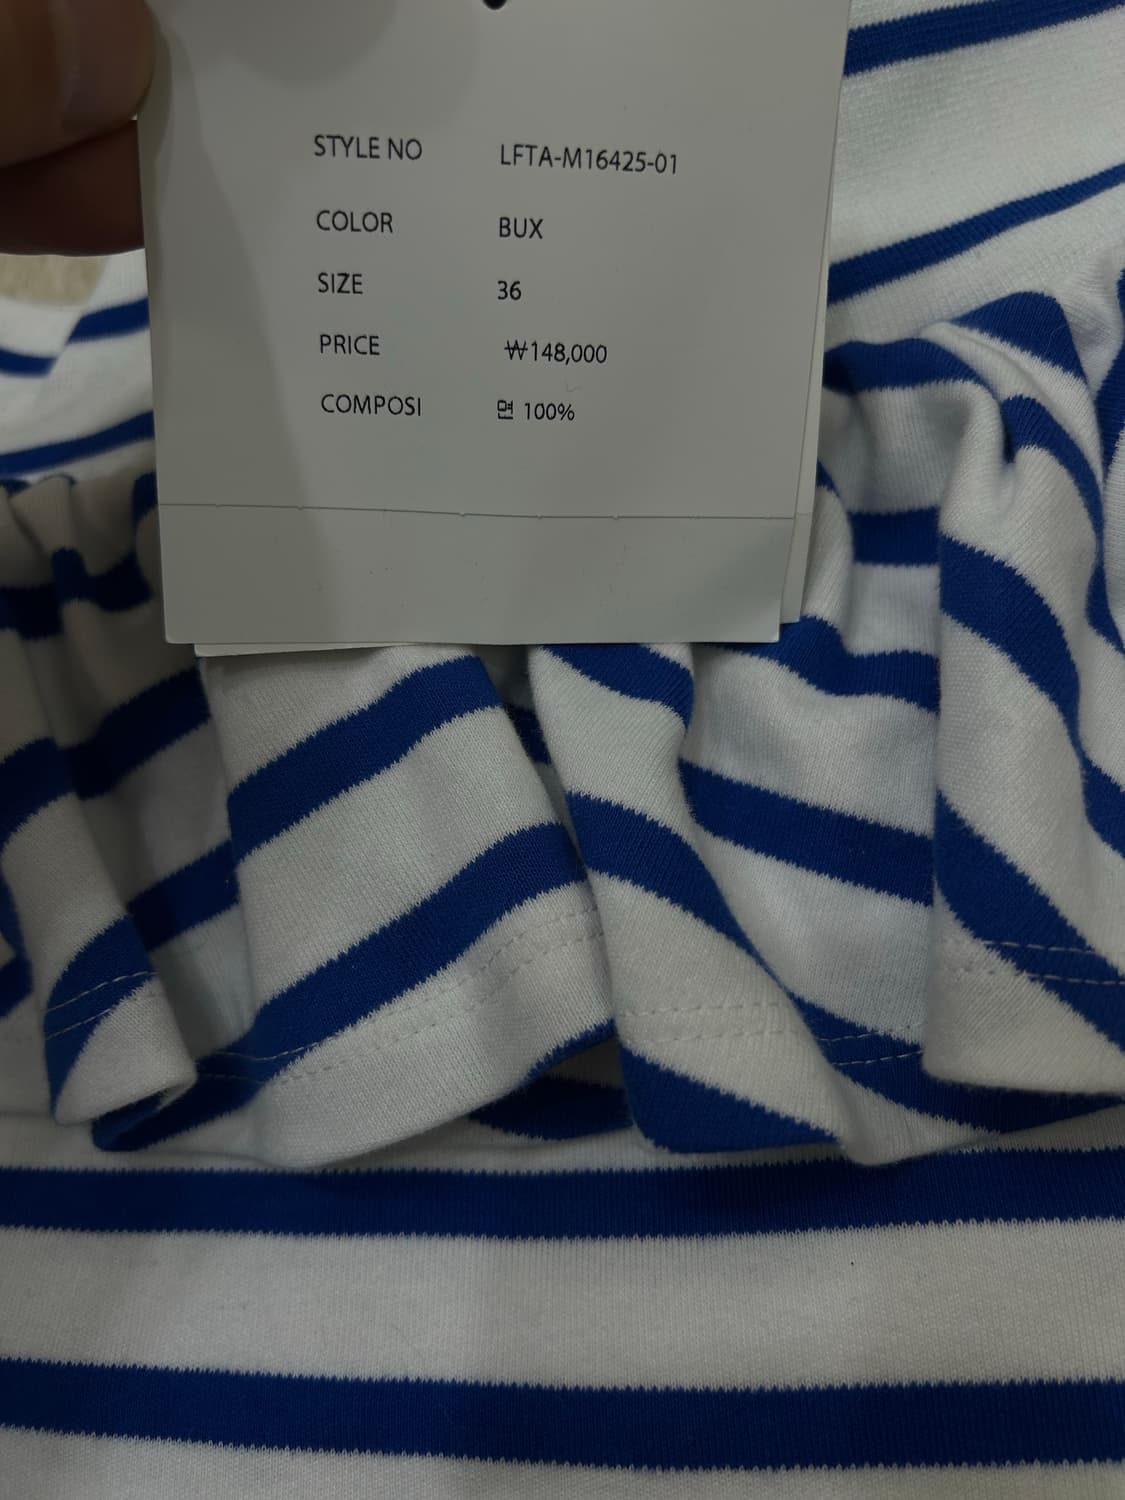 STYLE NO LFTA-M16425-01
COLOR BUX
SIZE 36
PRICE ₩148,000
COMPOSI 면 100%